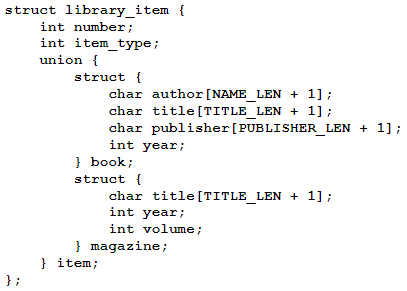 struct library_item {
    int number;
    int item_type;
    union {
        struct {
            char author[NAME_LEN + 1];
            char title[TITLE_LEN + 1];
            char publisher[PUBLISHER_LEN + 1];
            int year;
        } book;
        struct {
            char title[TITLE_LEN + 1];
            int year;
            int volume;
        } magazine;
    } item;
};